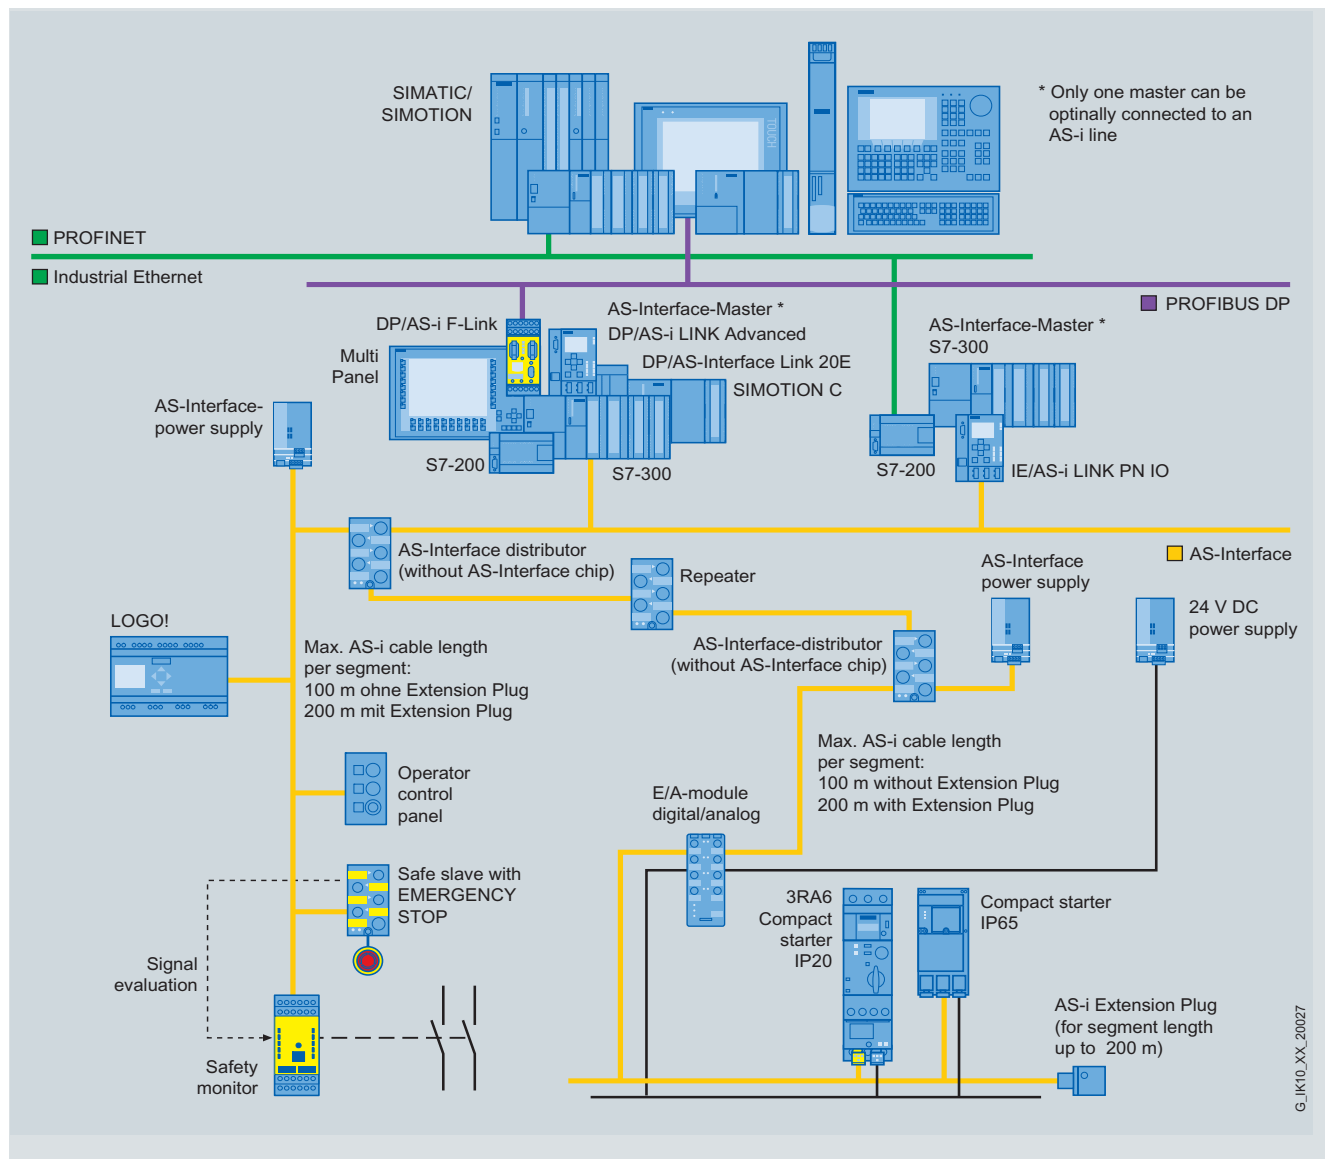 SIMATIC/
SIMOTION
* Only one master can be
optinally connected to an
AS-i line
TOUCH
PROFINET
Industrial Ethernet
PROFIBUS DP
DP/AS-i F-Link
AS-Interface-Master *
DP/AS-i LINK Advanced
DP/AS-Interface Link 20E
SIMOTION C
Multi
Panel
S7-200
S7-300
AS-Interface-Master *
S7-300
S7-200
IE/AS-i LINK PN IO
AS-Interface-
power supply
AS-Interface distributor
(without AS-Interface chip)
Repeater
AS-Interface
power supply
AS-Interface
24 V DC
power supply
LOGO!
Max. AS-i cable length
per segment:
100 m ohne Extension Plug
200 m mit Extension Plug
AS-Interface-distributor
(without AS-Interface chip)
Max. AS-i cable length
per segment:
100 m without Extension Plug
200 m with Extension Plug
Operator
control
panel
E/A-module
digital/analog
Safe slave with
EMERGENCY
STOP
3RA6
Compact
starter
IP20
Compact starter
IP65
Signal
evaluation
Safety
monitor
AS-i Extension Plug
(for segment length
up to  200 m)
G_IK10_XX_20027